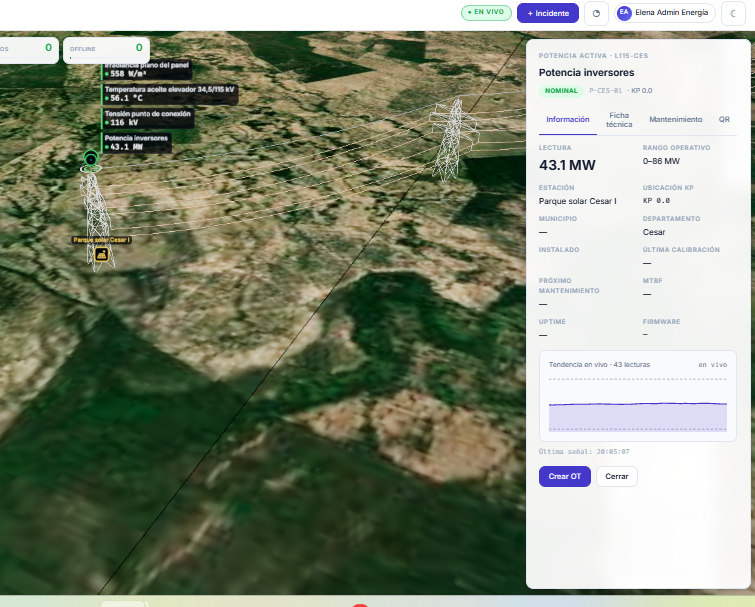 EN VIVO
+ Incidente
EA Elena Admin Energía
OS 0
OFFLINE 0
Irradiancia plano del panel
558 W/m²
Temperatura aceite elevador 34,5/115 kV
56.1 °C
Tensión punto de conexión
116 kV
Potencia inversores
43.1 MW
Parque solar Cesar I
POTENCIA ACTIVA · L115-CES
Potencia inversores
NOMINAL P-CES-01 · KP 0.0
Información
Ficha técnica
Mantenimiento
QR
LECTURA
43.1 MW
RANGO OPERATIVO
0–86 MW
ESTACIÓN
Parque solar Cesar I
UBICACIÓN KP
KP 0.0
MUNICIPIO
—
DEPARTAMENTO
Cesar
INSTALADO
ÚLTIMA CALIBRACIÓN
—
PRÓXIMO MANTENIMIENTO
—
MTBF
—
UPTIME
—
FIRMWARE
–
Tendencia en vivo · 43 lecturas
en vivo
Última señal: 20:05:07
Crear OT
Cerrar